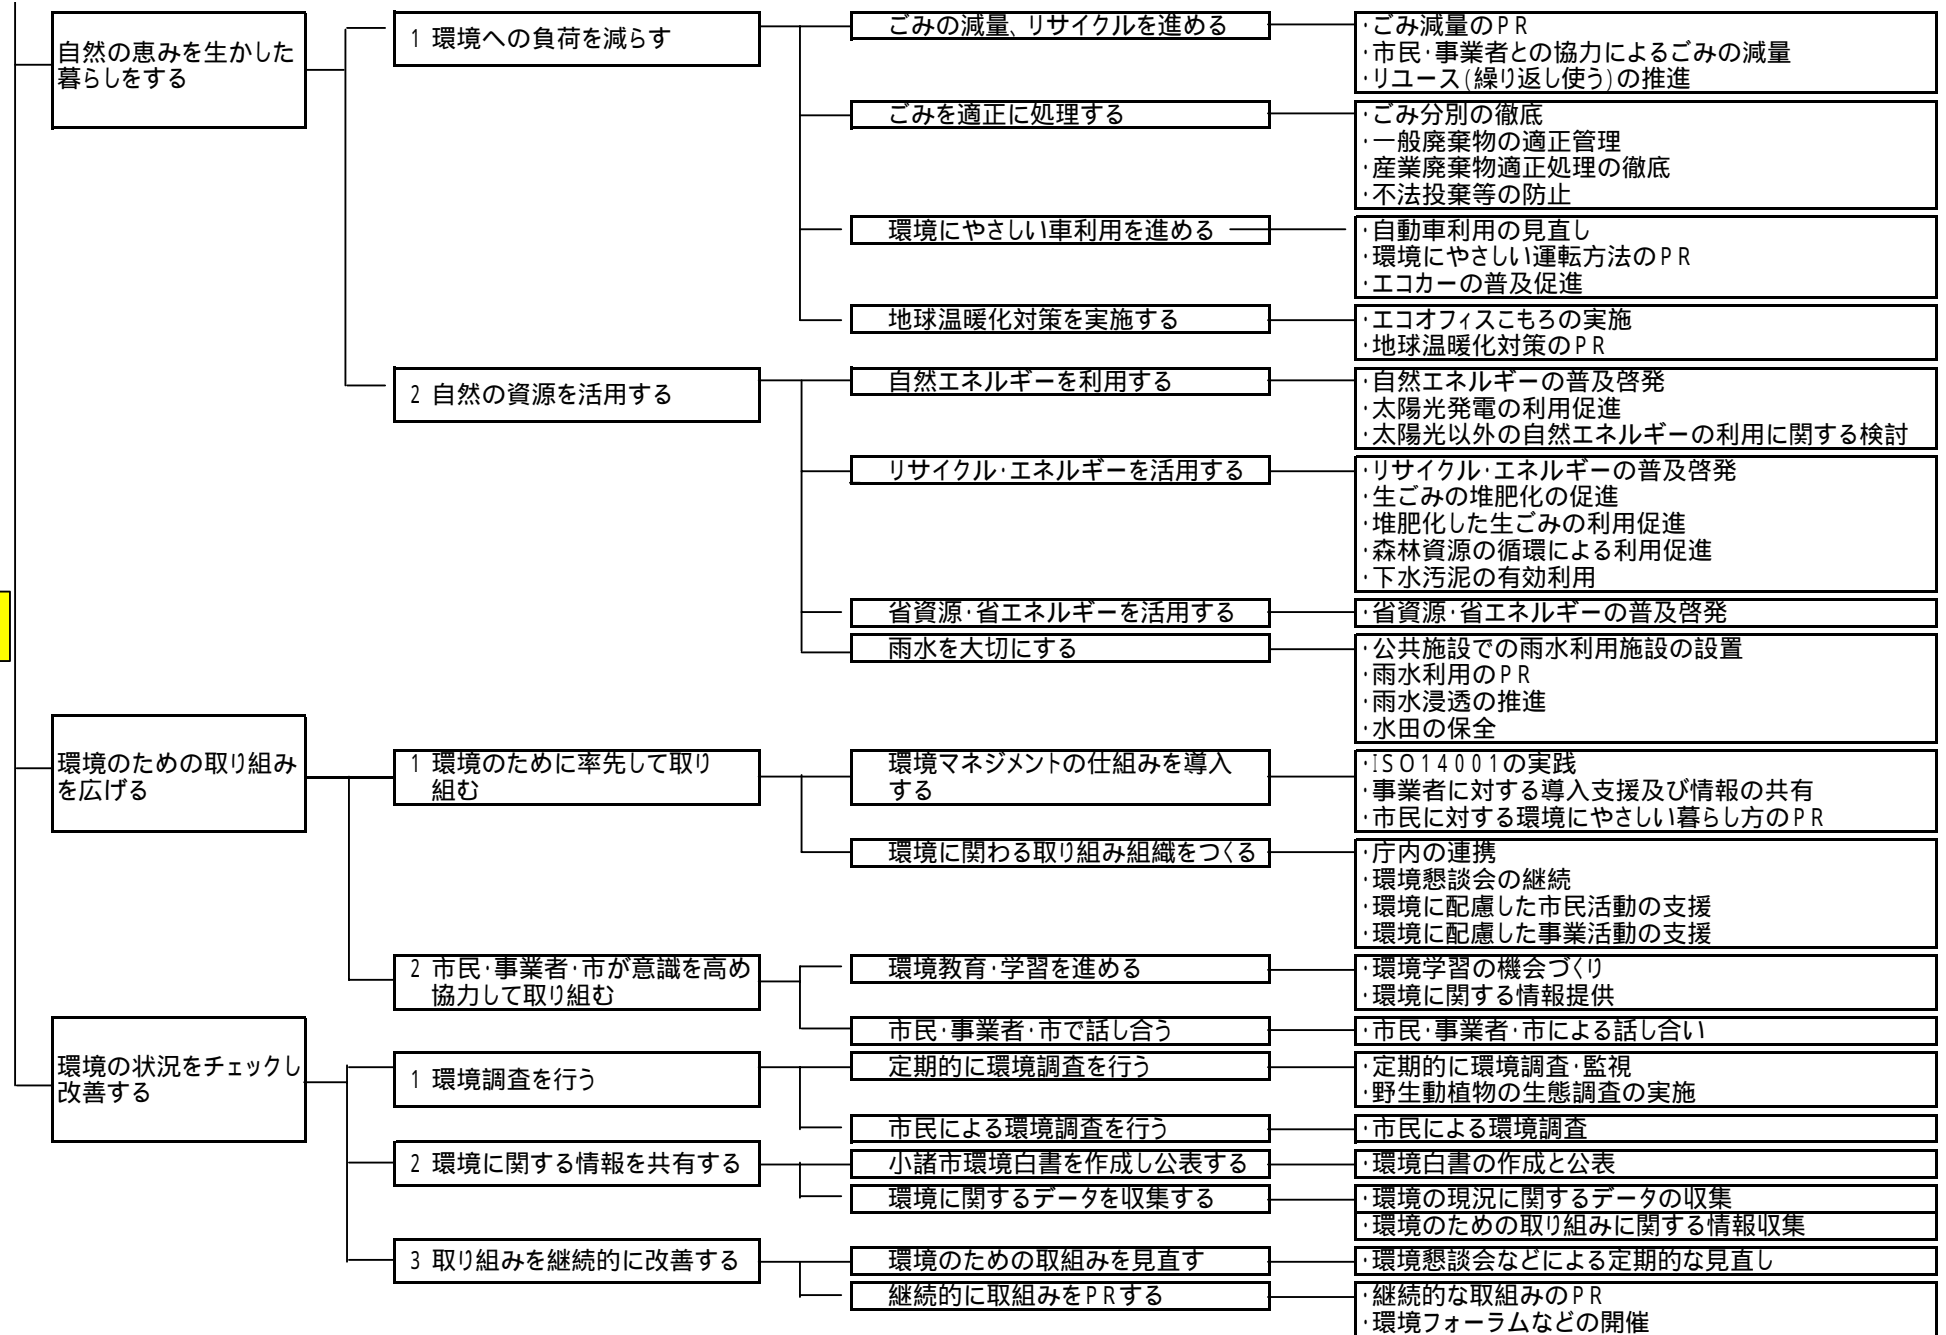 自然の恵みを生かした
暮らしをする
1 環境への負荷を減らす
ごみの減量、リサイクルを進める
・ごみ減量のPR
・市民・事業者との協力によるごみの減量
・リユース(繰り返し使う)の推進
ごみを適正に処理する
・ごみ分別の徹底
・一般廃棄物の適正管理
・産業廃棄物適正処理の徹底
・不法投棄等の防止
環境にやさしい車利用を進める
・自動車利用の見直し
・環境にやさしい運転方法のPR
・エコカーの普及促進
地球温暖化対策を実施する
・エコオフィスこもろの実施
・地球温暖化対策のPR
2 自然の資源を活用する
自然エネルギーを利用する
・自然エネルギーの普及啓発
・太陽光発電の利用促進
・太陽光以外の自然エネルギーの利用に関する検討
リサイクル・エネルギーを活用する
・リサイクル・エネルギーの普及啓発
・生ごみの堆肥化の促進
・堆肥化した生ごみの利用促進
・森林資源の循環による利用促進
・下水汚泥の有効利用
省資源・省エネルギーを活用する
・省資源・省エネルギーの普及啓発
雨水を大切にする
・公共施設での雨水利用施設の設置
・雨水利用のPR
・雨水浸透の推進
・水田の保全
環境のための取り組み
を広げる
1 環境のために率先して取り
組む
環境マネジメントの仕組みを導入
する
・ISO14001の実践
・事業者に対する導入支援及び情報の共有
・市民に対する環境にやさしい暮らし方のPR
環境に関わる取り組み組織をつくる
・庁内の連携
・環境懇談会の継続
・環境に配慮した市民活動の支援
・環境に配慮した事業活動の支援
2 市民・事業者・市が意識を高め
協力して取り組む
環境教育・学習を進める
・環境学習の機会づくり
・環境に関する情報提供
市民・事業者・市で話し合う
・市民・事業者・市による話し合い
環境の状況をチェックし
改善する
1 環境調査を行う
定期的に環境調査を行う
・定期的に環境調査・監視
・野生動植物の生態調査の実施
市民による環境調査を行う
・市民による環境調査
2 環境に関する情報を共有する
小諸市環境白書を作成し公表する
・環境白書の作成と公表
環境に関するデータを収集する
・環境の現況に関するデータの収集
・環境のための取り組みに関する情報収集
3 取り組みを継続的に改善する
環境のための取組みを見直す
・環境懇談会などによる定期的な見直し
継続的に取組みをPRする
・継続的な取組みのPR
・環境フォーラムなどの開催